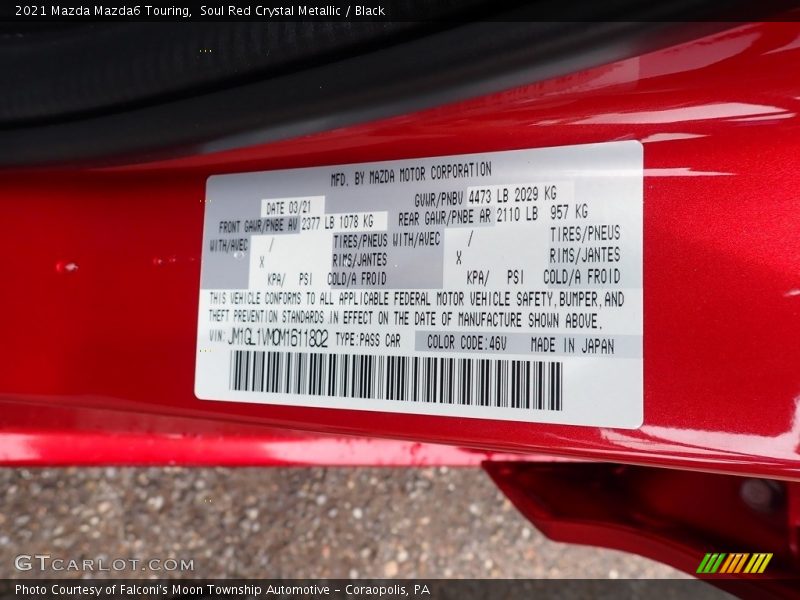 2021 Mazda Mazda6 Touring, Soul Red Crystal Metallic / Black
MFD. BY MAZDA MOTOR CORPORATION
DATE 03/21 GVWR/PNBV 4473 LB 2029 KG
FRONT GAWR/PNBE AV 2377 LB 1078 KG REAR GAWR/PNBE AR 2110 LB 957 KG
WITH/AVEC / TIRES/PNEUS WITH/AVEC / TIRES/PNEUS
X RIMS/JANTES X RIMS/JANTES
KPA/ PSI COLD/A FROID KPA/ PSI COLD/A FROID
THIS VEHICLE CONFORMS TO ALL APPLICABLE FEDERAL MOTOR VEHICLE SAFETY,BUMPER,AND
THEFT PREVENTION STANDARDS IN EFFECT ON THE DATE OF MANUFACTURE SHOWN ABOVE.
VIN: JM1GL1VM0M1611802 TYPE:PASS CAR COLOR CODE:46V MADE IN JAPAN
GTCARLOT.COM
Photo Courtesy of Falconi's Moon Township Automotive - Coraopolis, PA